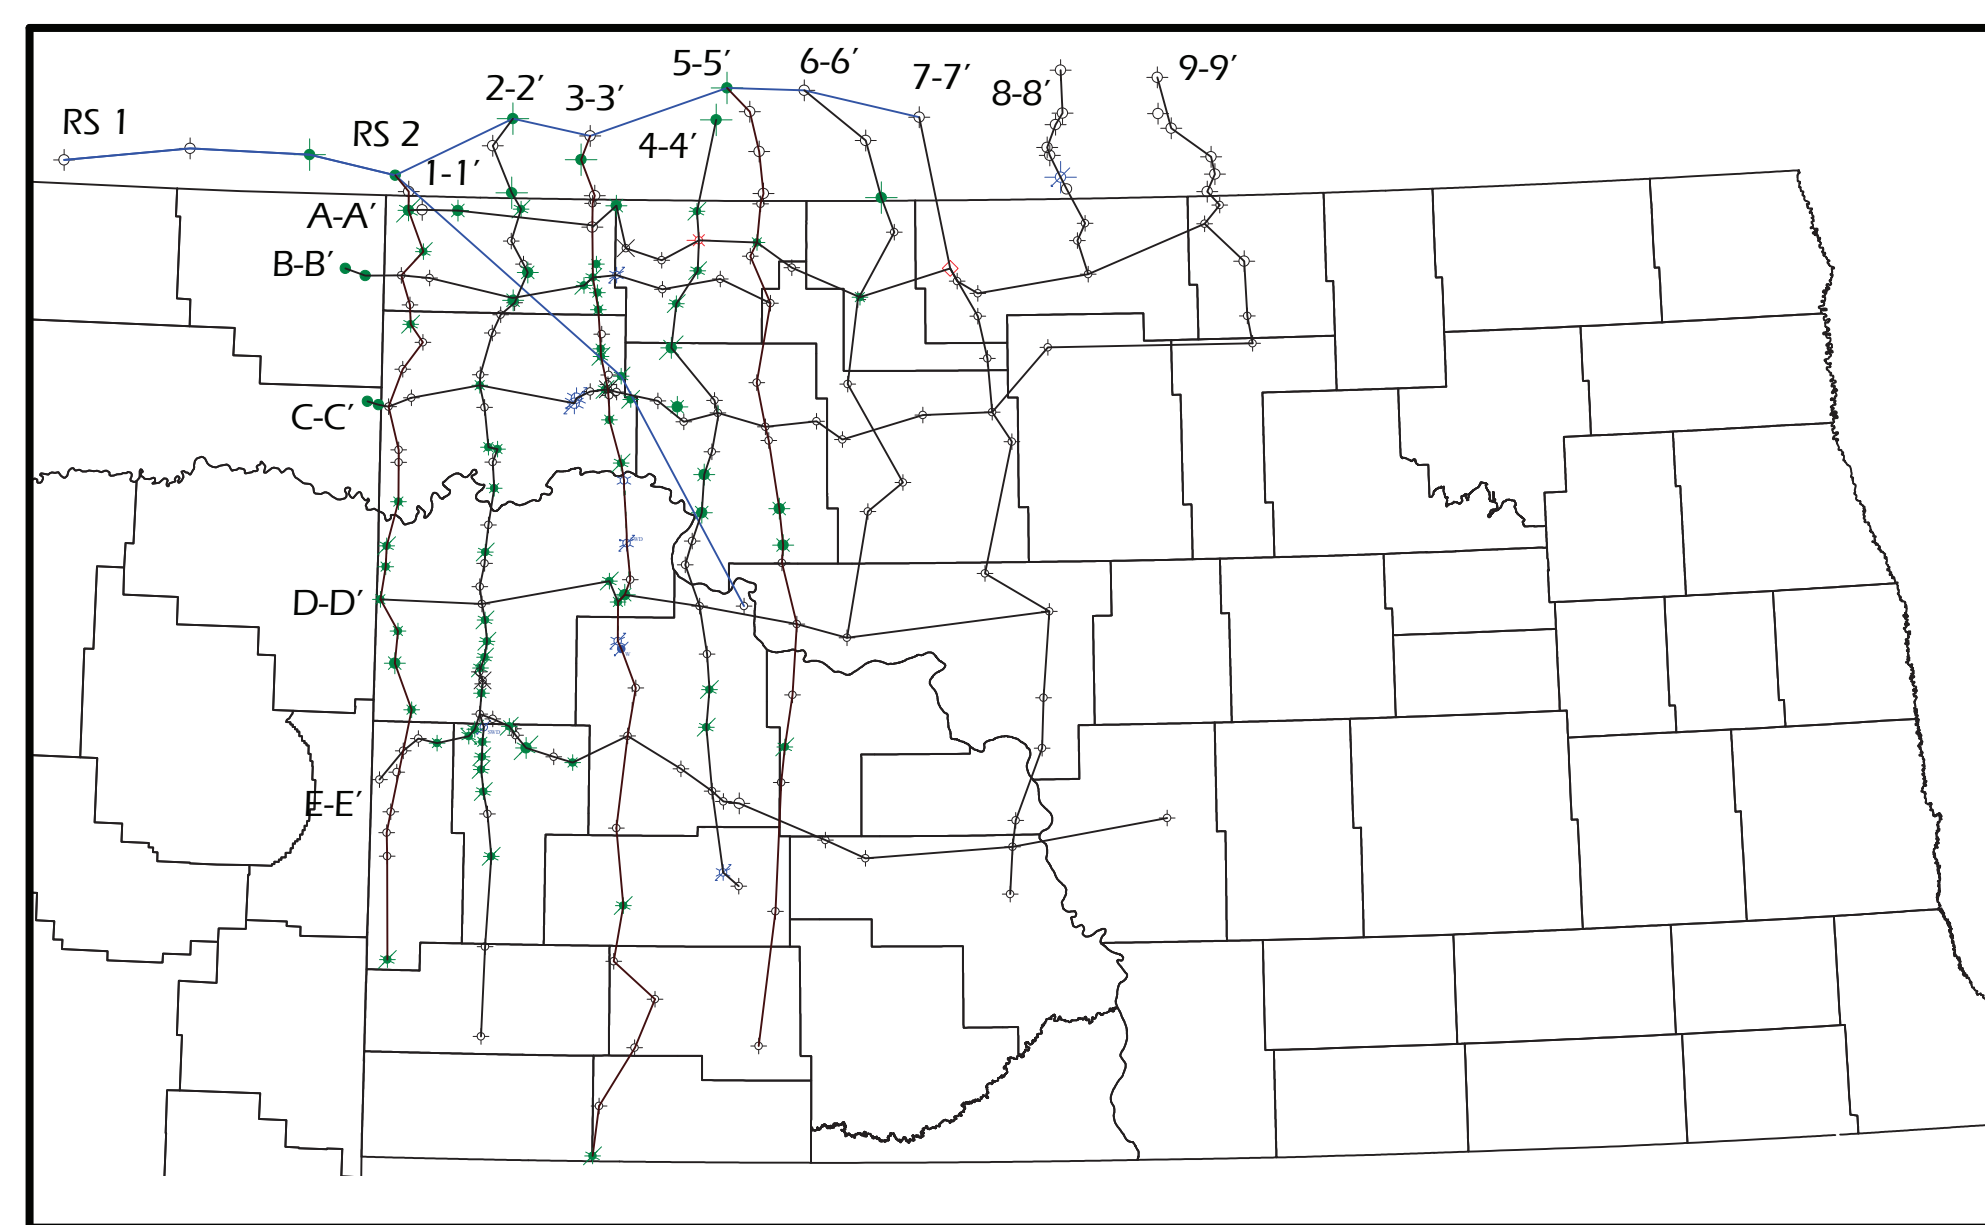 5-5′
6-6′
7-7′
9-9′
2-2′
3-3′
8-8′
RS 1
RS 2
4-4′
1-1′
A-A′
B-B′
C-C′
D-D′
E-E′